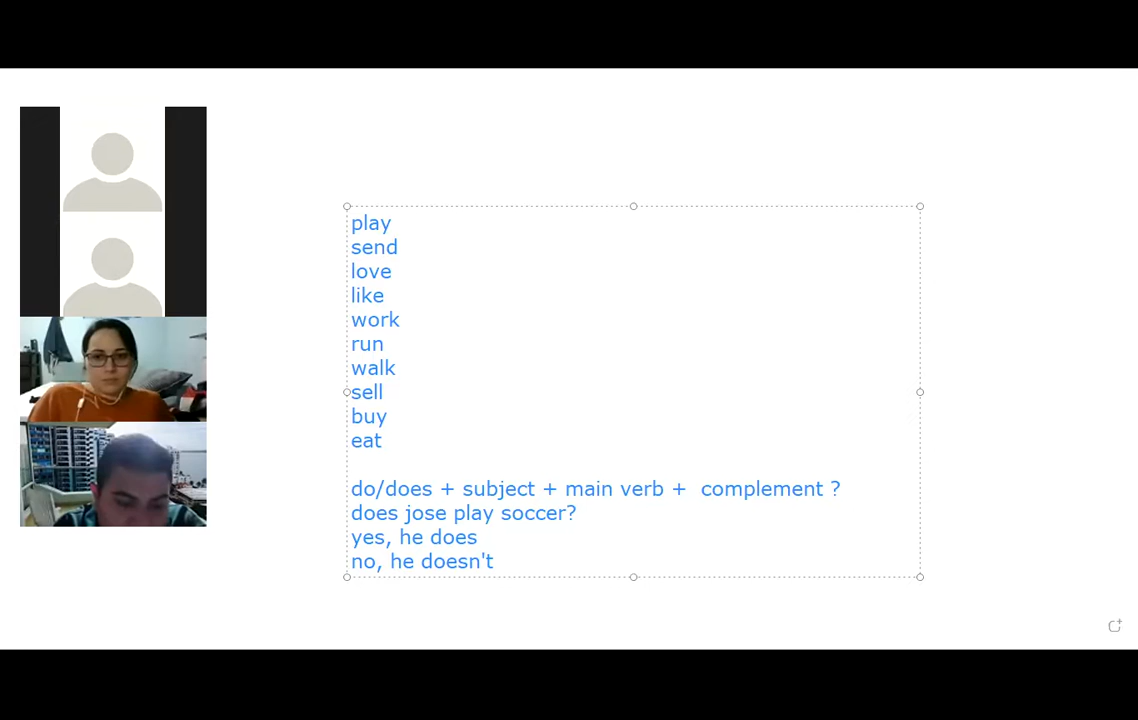 play
send
love
like
work
run
walk
sell
buy
eat
do/does + subject + main verb + complement ?
does jose play soccer?
yes, he does
no, he doesn't